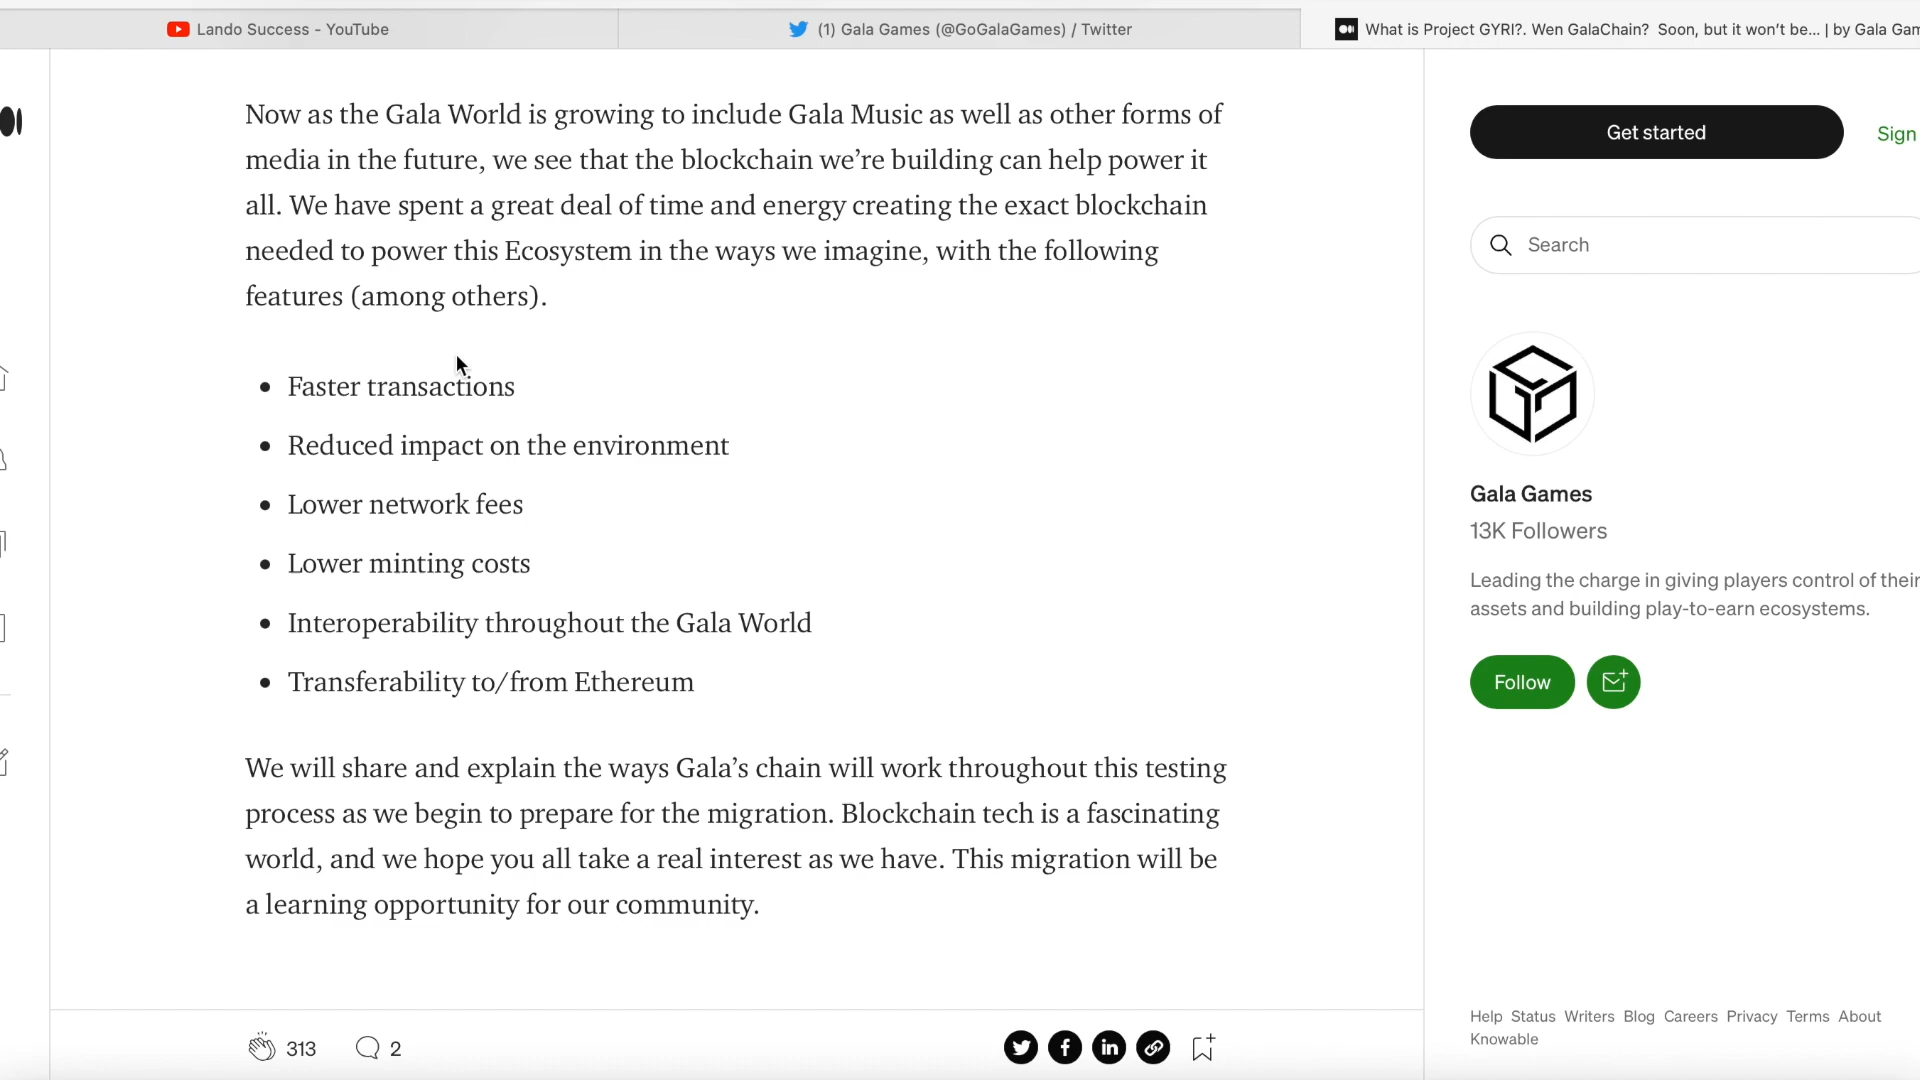 Lando Success - YouTube
(1) Gala Games (@GoGalaGames) / Twitter
What is Project GYRI?. Wen GalaChain? Soon, but it won’t be... | by Gala Gam
Now as the Gala World is growing to include Gala Music as well as other forms of
media in the future, we see that the blockchain we’re building can help power it
all. We have spent a great deal of time and energy creating the exact blockchain
needed to power this Ecosystem in the ways we imagine, with the following
features (among others).
• Faster transactions
• Reduced impact on the environment
• Lower network fees
• Lower minting costs
• Interoperability throughout the Gala World
• Transferability to/from Ethereum
We will share and explain the ways Gala’s chain will work throughout this testing
process as we begin to prepare for the migration. Blockchain tech is a fascinating
world, and we hope you all take a real interest as we have. This migration will be
a learning opportunity for our community.
313
2
Get started
Sign
Search
Gala Games
13K Followers
Leading the charge in giving players control of their
assets and building play-to-earn ecosystems.
Follow
Help Status Writers Blog Careers Privacy Terms About
Knowable